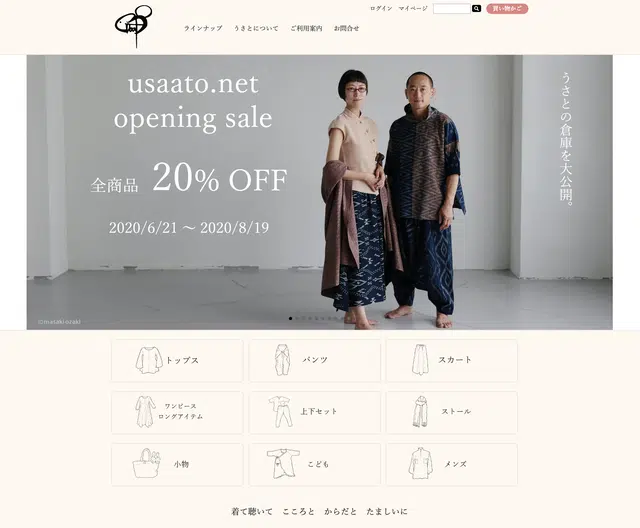 ログイン マイページ 買い物かご
ラインナップ うさとについて ご利用案内 お問合せ
usaato.net
opening sale
全商品 20% OFF
2020/6/21 ～ 2020/8/19
うさとの倉庫を大公開。
トップス
パンツ
スカート
ワンピース
ロングアイテム
上下セット
ストール
小物
こども
メンズ
着て聴いて こころと からだと たましいに